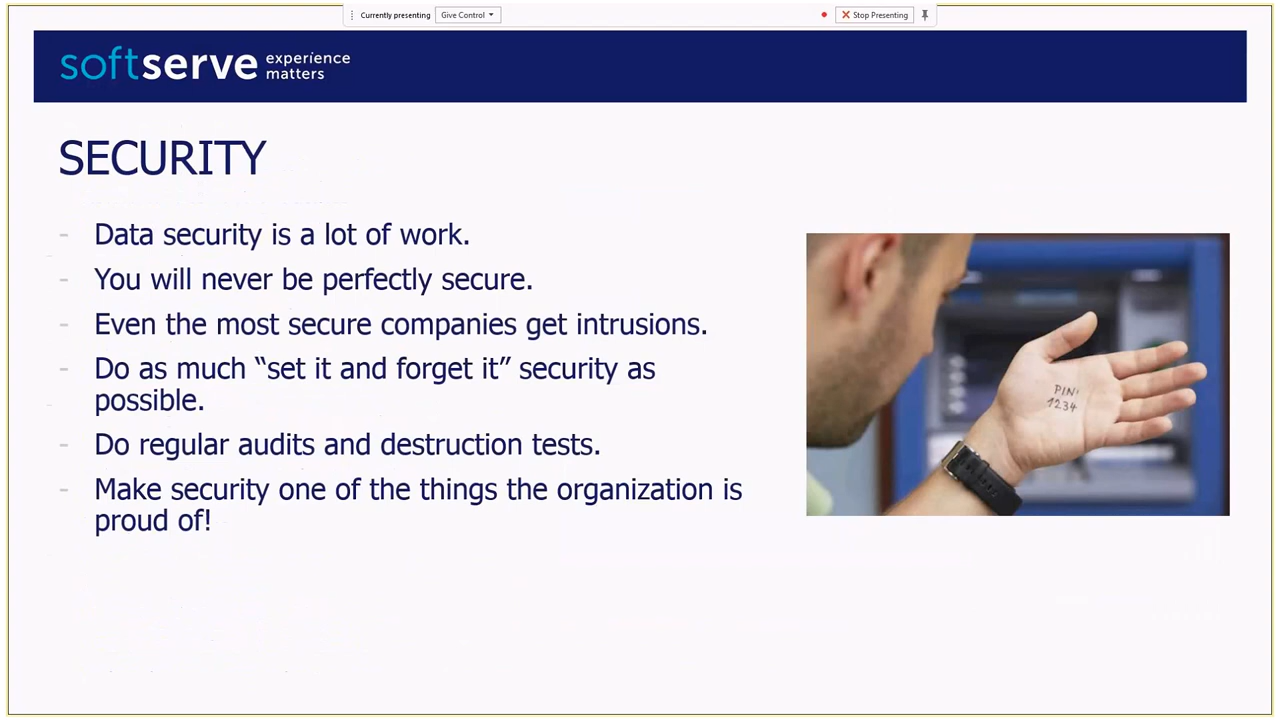 Currently presenting Give Control Stop Presenting
softserve experience matters
SECURITY
- Data security is a lot of work.
- You will never be perfectly secure.
- Even the most secure companies get intrusions.
- Do as much “set it and forget it” security as
possible.
- Do regular audits and destruction tests.
- Make security one of the things the organization is
proud of!
PIN:
1234